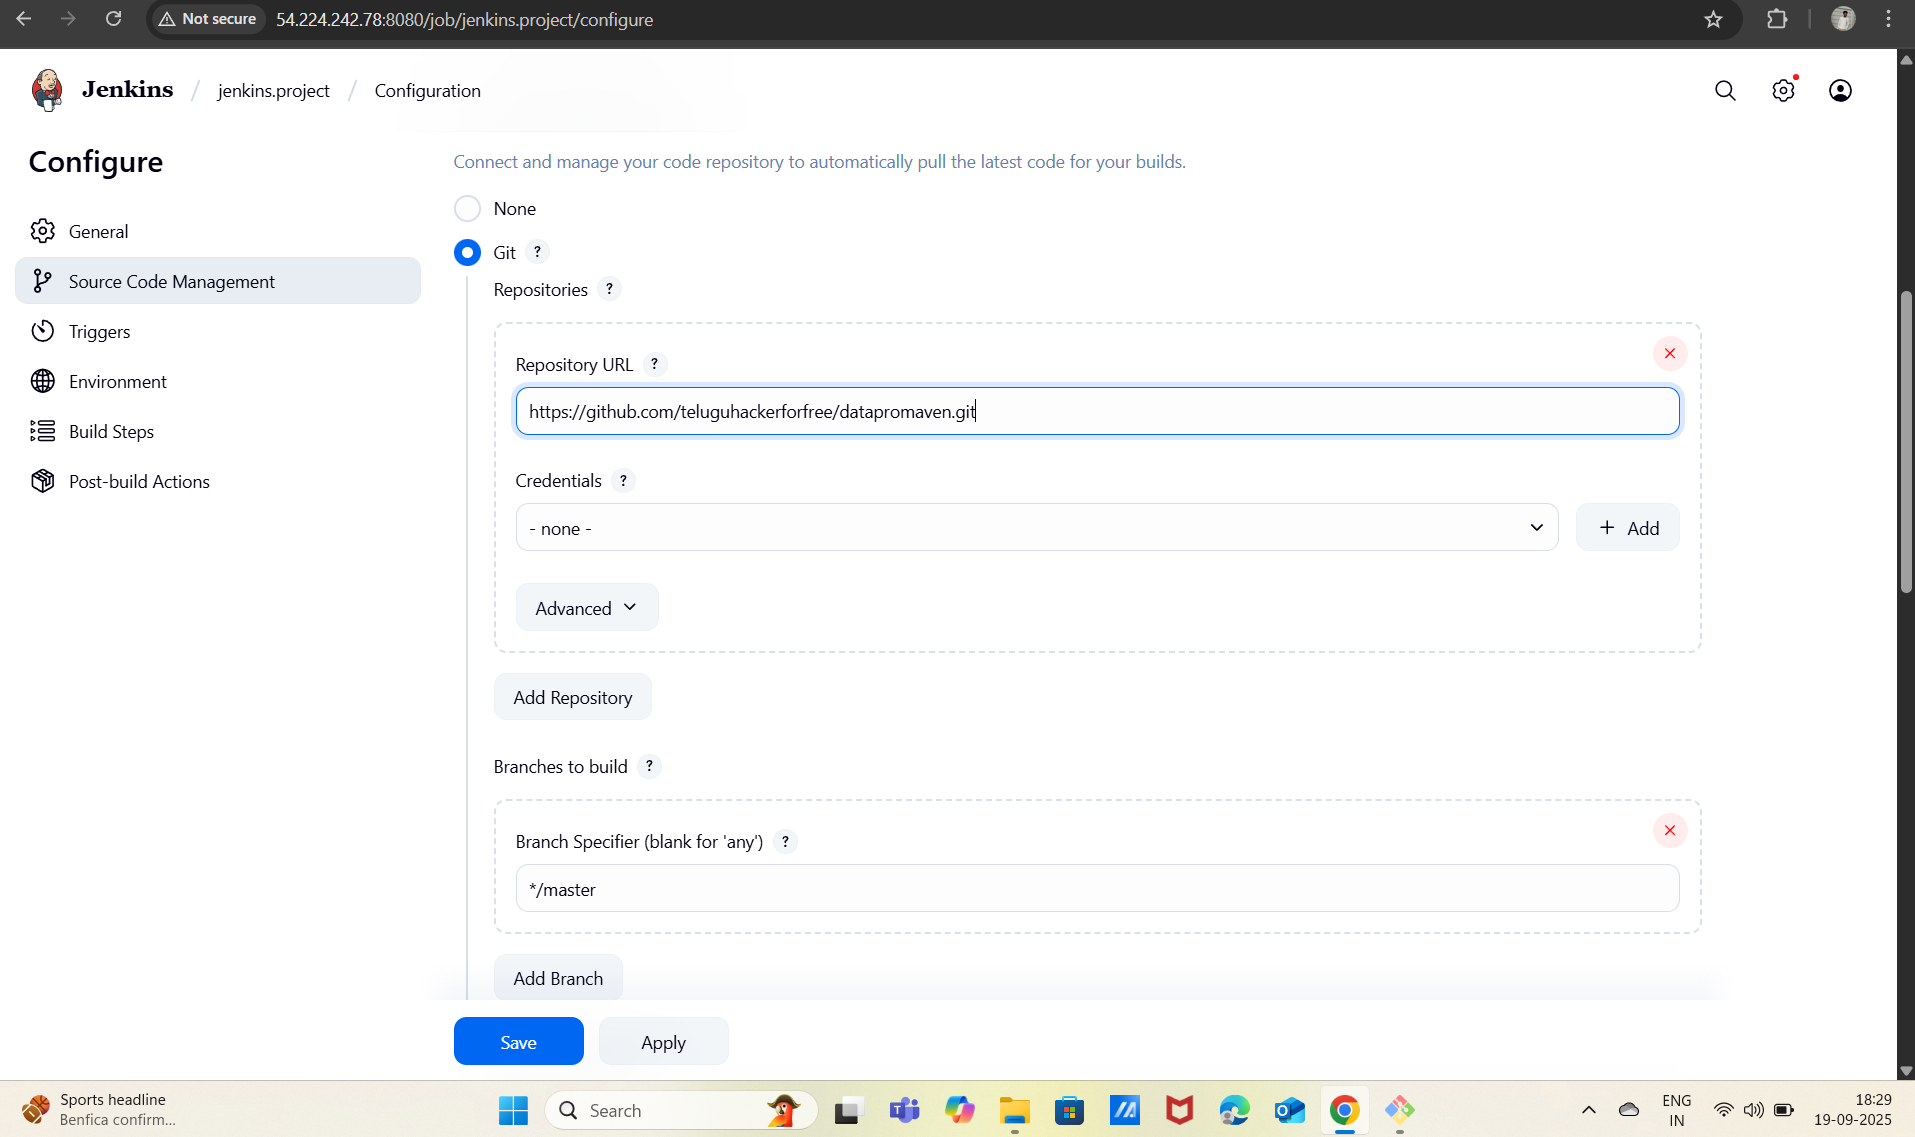 Not secure 54.224.242.78:8080/job/jenkins.project/configure
Jenkins / jenkins.project / Configuration
Configure
General
Source Code Management
Triggers
Environment
Build Steps
Post-build Actions
Connect and manage your code repository to automatically pull the latest code for your builds.
None
Git ?
Repositories ?
Repository URL ?
https://github.com/teluguhackerforfree/datapromaven.git
Credentials ?
- none -
+ Add
Advanced
Add Repository
Branches to build ?
Branch Specifier (blank for 'any') ?
*/master
Add Branch
Save
Apply
Sports headline
Benfica confirm...
Search
ENG
IN
18:29
19-09-2025